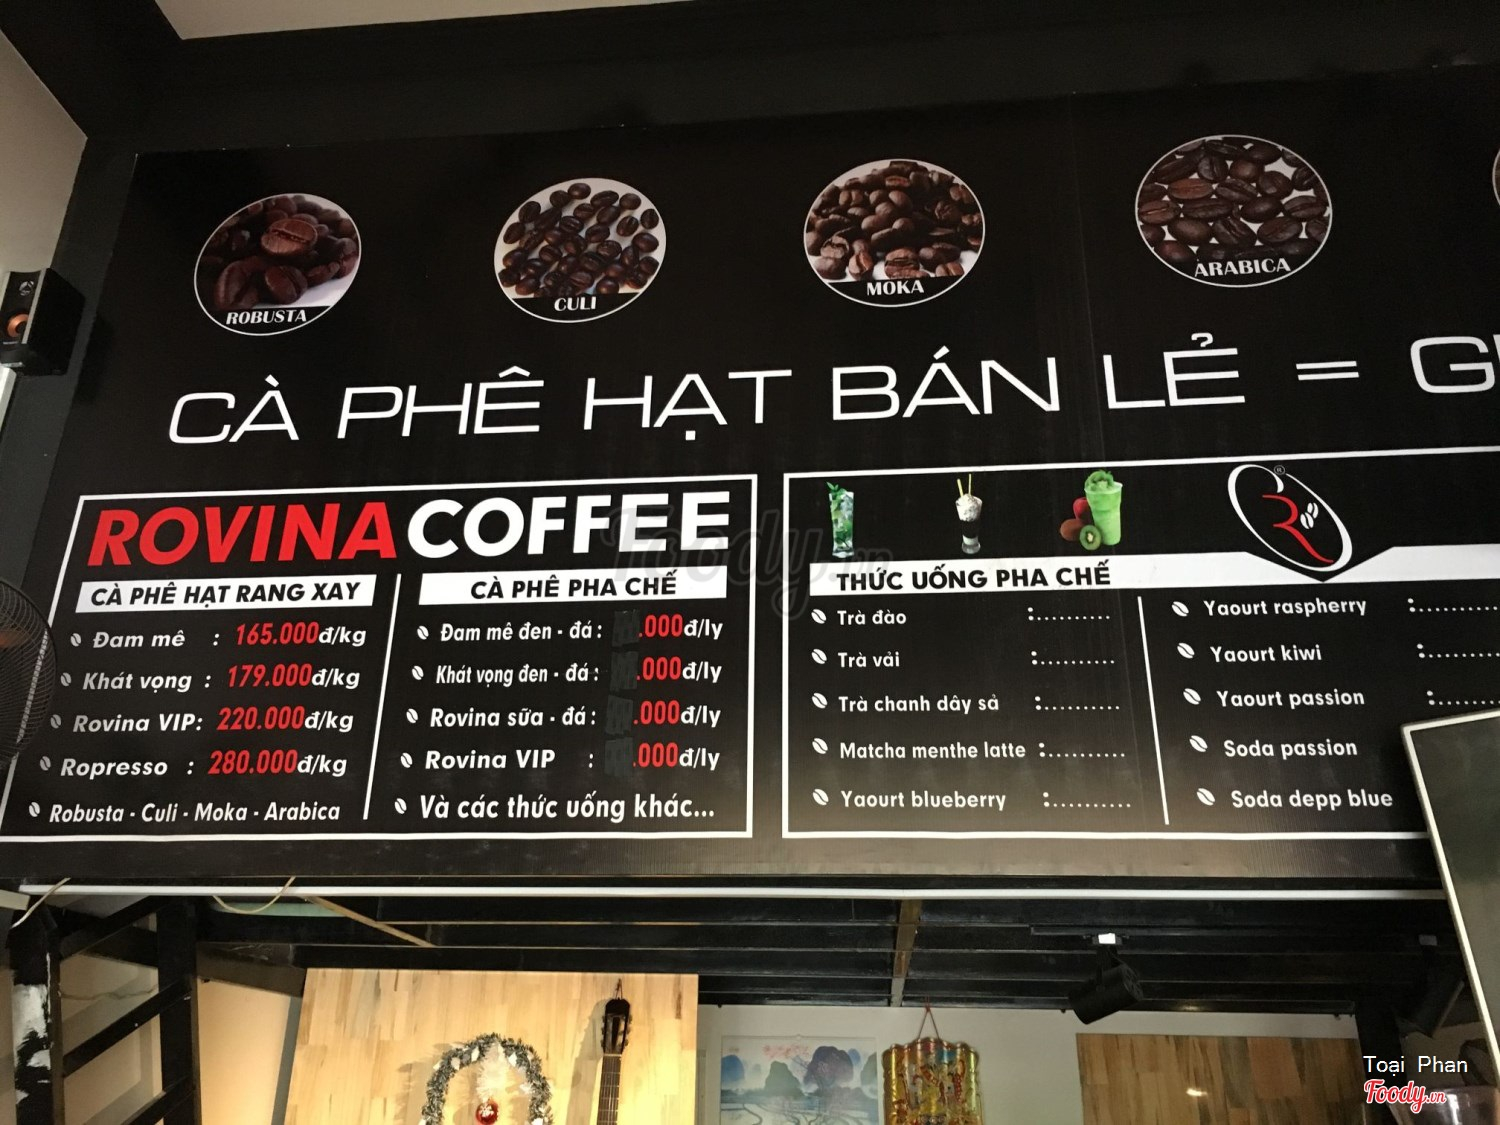 ROBUSTA
CULI
MOKA
ARABICA
CÀ PHÊ HẠT BÁN LẺ =
ROVINA COFFEE
CÀ PHÊ HẠT RANG XAY
Đam mê : 165.000đ/kg
Khát vọng : 179.000đ/kg
Rovina VIP: 220.000đ/kg
Ropresso : 280.000đ/kg
Robusta - Culi - Moka - Arabica
CÀ PHÊ PHA CHẾ
Đam mê đen - đá: .000đ/ly
Khát vọng đen - đá: .000đ/ly
Rovina sữa - đá: .000đ/ly
Rovina VIP : .000đ/ly
Và các thức uống khác...
R
®
THỨC UỐNG PHA CHẾ
Trà đào :..........
Trà vải :..........
Trà chanh dây sả :..........
Matcha menthe latte :..........
Yaourt blueberry :..........
Yaourt raspherry :..........
Yaourt kiwi :..........
Yaourt passion :.........
Soda passion
Soda depp blue
Foody.vn
Toại Phan
Foody.vn